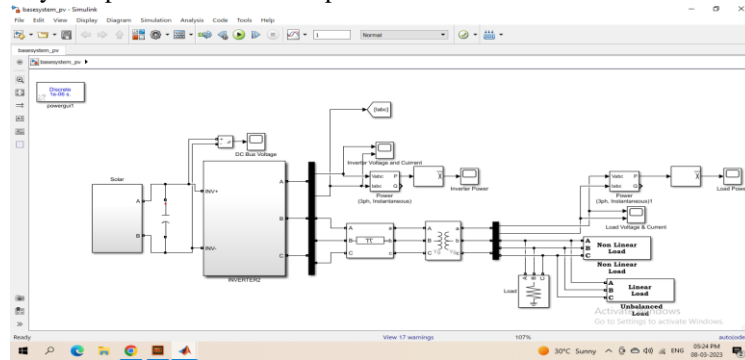 basesystem_pv - Simulink
File Edit View Display Diagram Simulation Analysis Code Tools Help
1
Normal
basesystem_pv
basesystem_pv
Discrete
1e-06 s.
powergui1
[Iabc]
DC Bus Voltage
Inverter Voltage and Current
Solar
A
B
INV+
INV-
A
B
C
INVERTER2
Vabc P
Iabc Q
Power
(3ph, Instantaneous)
Inverter Power
Vabc P
Iabc Q
Power
(3ph, Instantaneous)1
Load Power
Load Voltage & Current
A a
B b
C c
A a
B b
C c
A B C
Load
A
B
C
Non Linear
Load
Non Linear
Load
A
B
C
Linear
Load
Unbalanced
Load
Activate Windows
Go to Settings to activate Windows.
Ready
View 17 warnings
107%
30°C Sunny
ENG
05:24 PM
08-03-2023